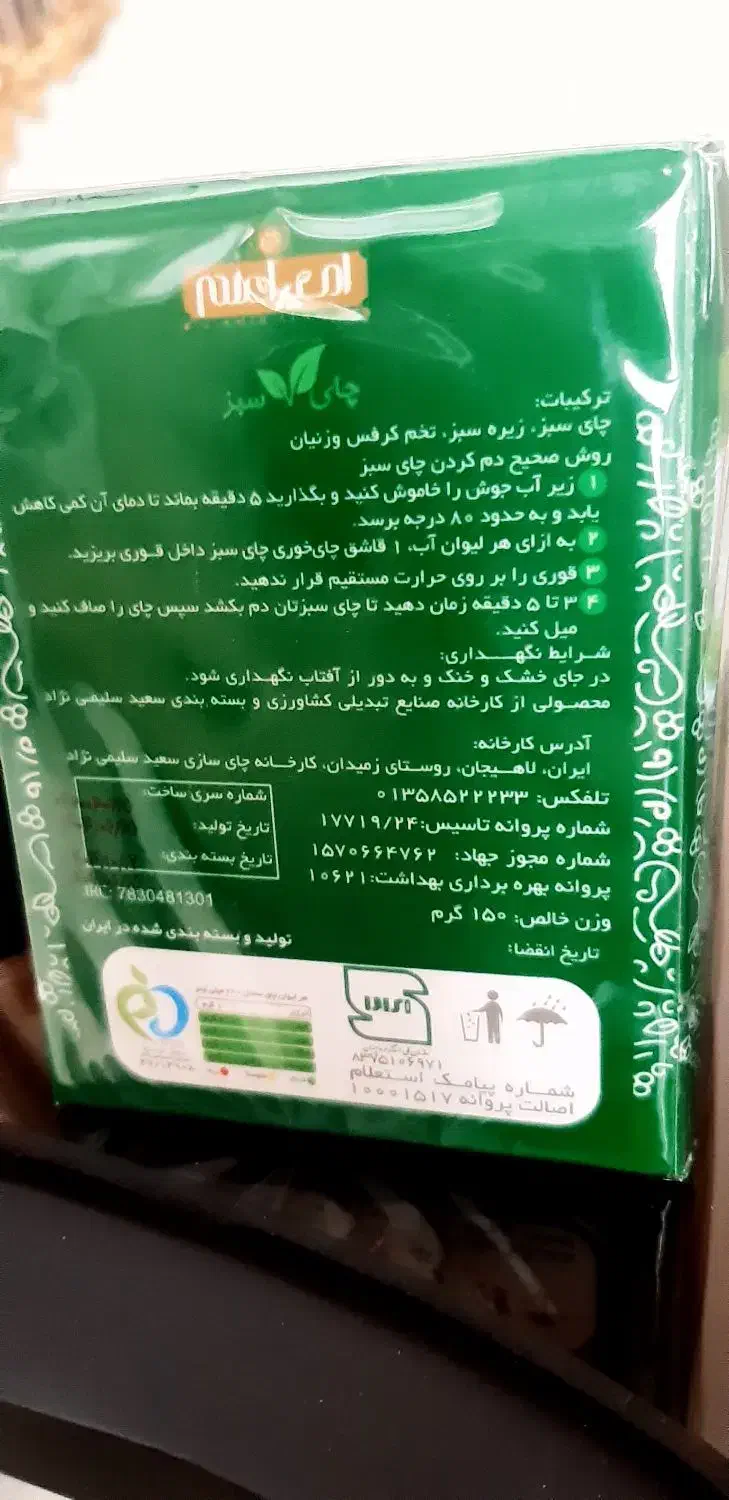 چای سبز
ترکیبات:
چای سبز، زیره سبز، تخم کرفس وزنیان
روش صحیح دم کردن چای سبز
۱ زیر آب جوش را خاموش کنید و بگذارید ۵ دقیقه بماند تا دمای آن کمی کاهش
یابد و به حدود ۸۰ درجه برسد.
۲ به ازای هر لیوان آب، ۱ قاشق چای‌خوری چای سبز داخل قوری بریزید.
۳ قوری را بر روی حرارت مستقیم قرار ندهید.
۴ ۳ تا ۵ دقیقه زمان دهید تا چای سبزتان دم بکشد سپس چای را صاف کنید و
میل کنید.
شرایط نگهداری:
در جای خشک و خنک و به دور از آفتاب نگهداری شود.
محصولی از کارخانه صنایع تبدیلی کشاورزی و بسته بندی سعید سلیمی نژاد
آدرس کارخانه:
ایران، لاهیجان، روستای زمیدان، کارخانه چای سازی سعید سلیمی نژاد
تلفکس: ۰۱۳۵۸۵۲۲۲۳۳
شماره پروانه تاسیس: ۱۷۷۱۹/۲۴
شماره مجوز جهاد: ۱۵۷۰۶۶۴۷۶۲
پروانه بهره برداری بهداشت: ۱۰۶۲۱
وزن خالص: ۱۵۰ گرم
تاریخ انقضا:
شماره سری ساخت:
تاریخ تولید:
تاریخ بسته بندی:
IRC: 7830481301
تولید و بسته بندی شده در ایران
۸۳۷۵۱۰۶۹۷۱
شماره پیامک استعلام
اصالت پروانه ۱۰۰۰۱۵۱۷